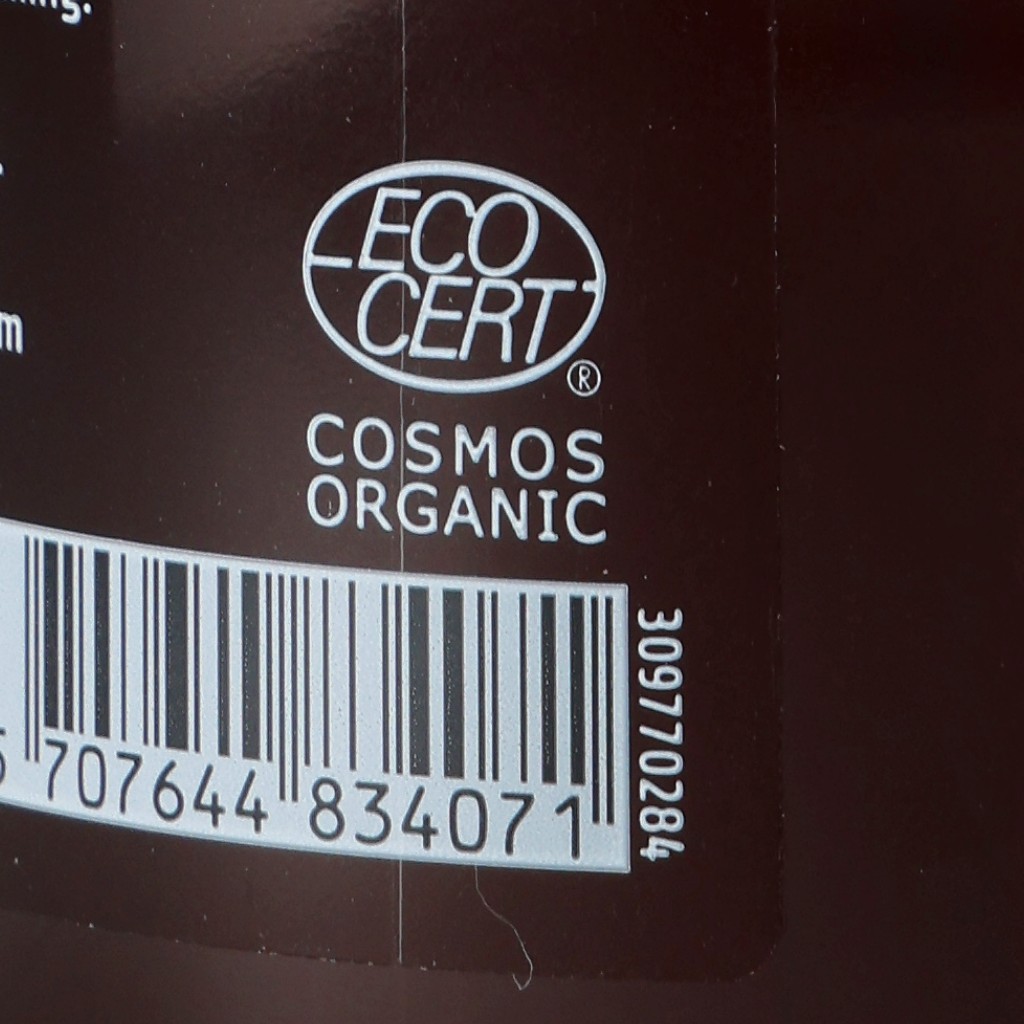 ECO
CERT
®
COSMOS
ORGANIC
707644 834071
309770284